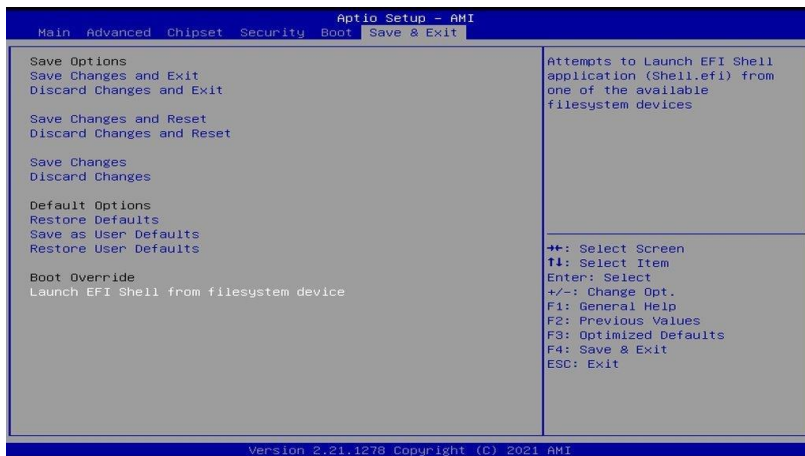 Aptio Setup - AMI
Main Advanced Chipset Security Boot Save & Exit
Save Options
Save Changes and Exit
Discard Changes and Exit
Save Changes and Reset
Discard Changes and Reset
Save Changes
Discard Changes
Default Options
Restore Defaults
Save as User Defaults
Restore User Defaults
Boot Override
Launch EFI Shell from filesystem device
Attempts to Launch EFI Shell
application (Shell.efi) from
one of the available
filesystem devices
→←: Select Screen
↑↓: Select Item
Enter: Select
+/-: Change Opt.
F1: General Help
F2: Previous Values
F3: Optimized Defaults
F4: Save & Exit
ESC: Exit
Version 2.21.1278 Copyright (C) 2021 AMI